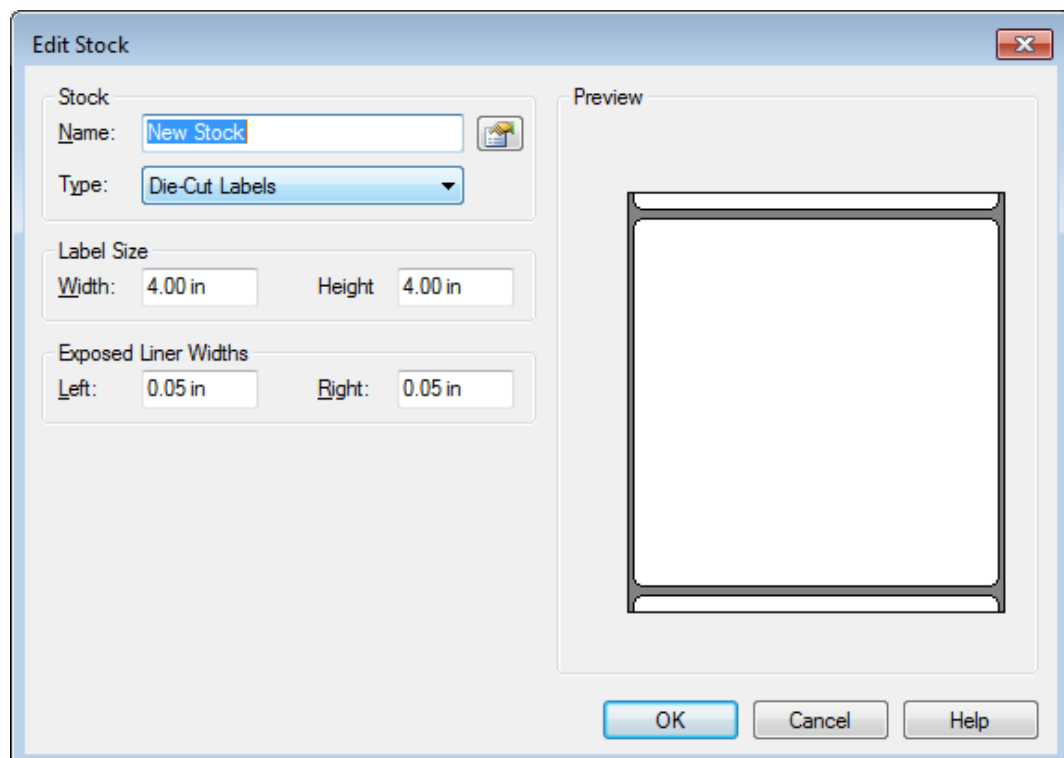 Edit Stock
Stock
Name: New Stock
Type: Die-Cut Labels
Label Size
Width: 4.00 in Height 4.00 in
Exposed Liner Widths
Left: 0.05 in Right: 0.05 in
Preview
OK Cancel Help